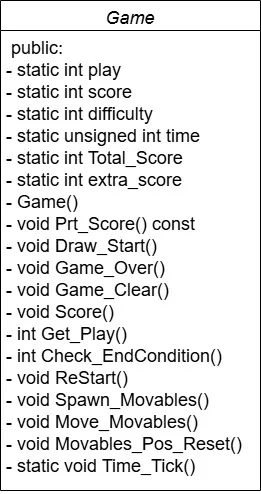 Game
public:
- static int play
- static int score
- static int difficulty
- static unsigned int time
- static int Total_Score
- static int extra_score
- Game()
- void Prt_Score() const
- void Draw_Start()
- void Game_Over()
- void Game_Clear()
- void Score()
- int Get_Play()
- int Check_EndCondition()
- void ReStart()
- void Spawn_Movables()
- void Move_Movables()
- void Movables_Pos_Reset()
- static void Time_Tick()